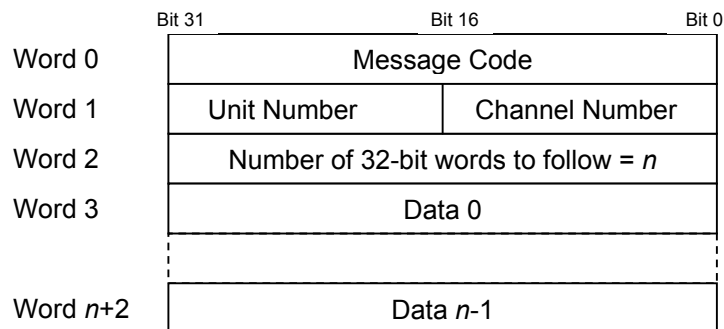 Bit 31 Bit 16 Bit 0
Word 0 Message Code
Word 1 Unit Number Channel Number
Word 2 Number of 32-bit words to follow = n
Word 3 Data 0
Word n+2 Data n-1